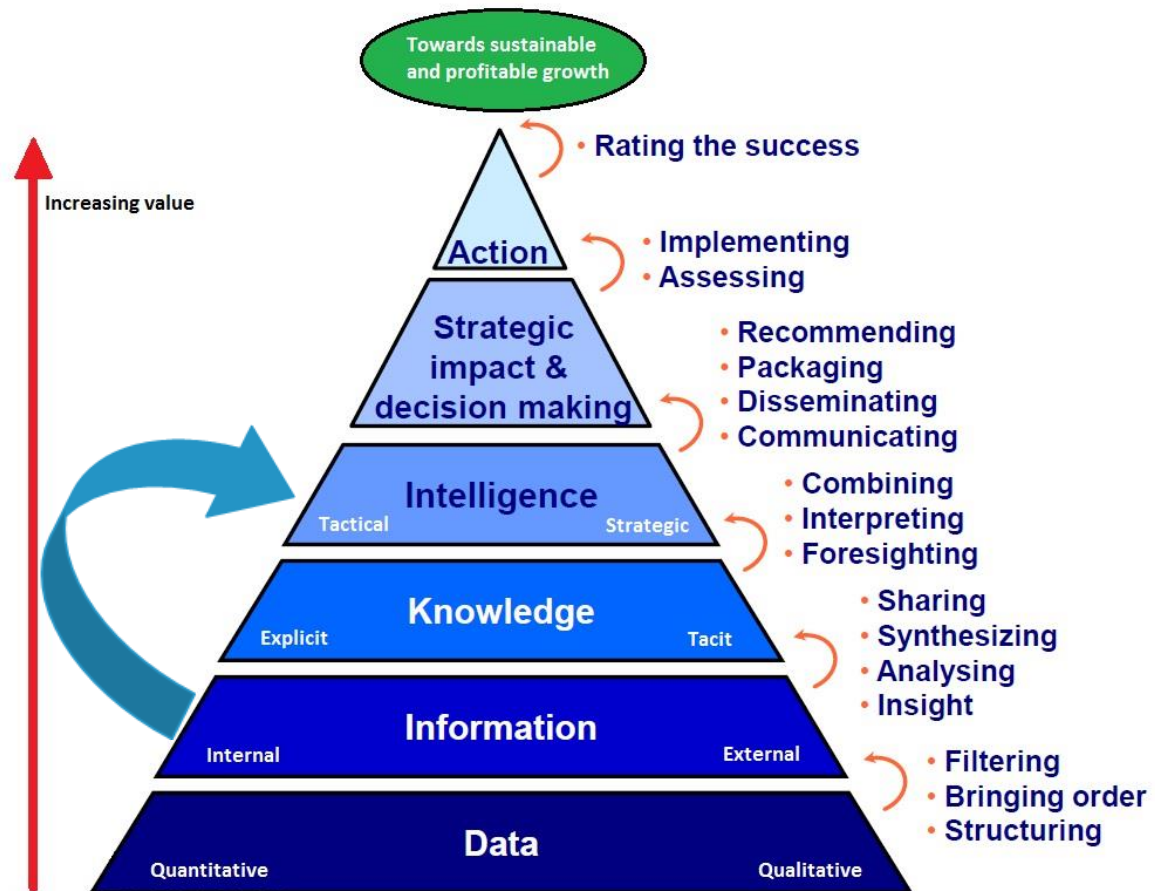 Towards sustainable
and profitable growth
• Rating the success
Increasing value
Action
• Implementing
• Assessing
Strategic
impact &
decision making
• Recommending
• Packaging
• Disseminating
• Communicating
Intelligence
Tactical
Strategic
• Combining
• Interpreting
• Foresighting
Knowledge
Explicit
Tacit
• Sharing
• Synthesizing
• Analysing
• Insight
Information
Internal
External
• Filtering
• Bringing order
• Structuring
Data
Quantitative
Qualitative